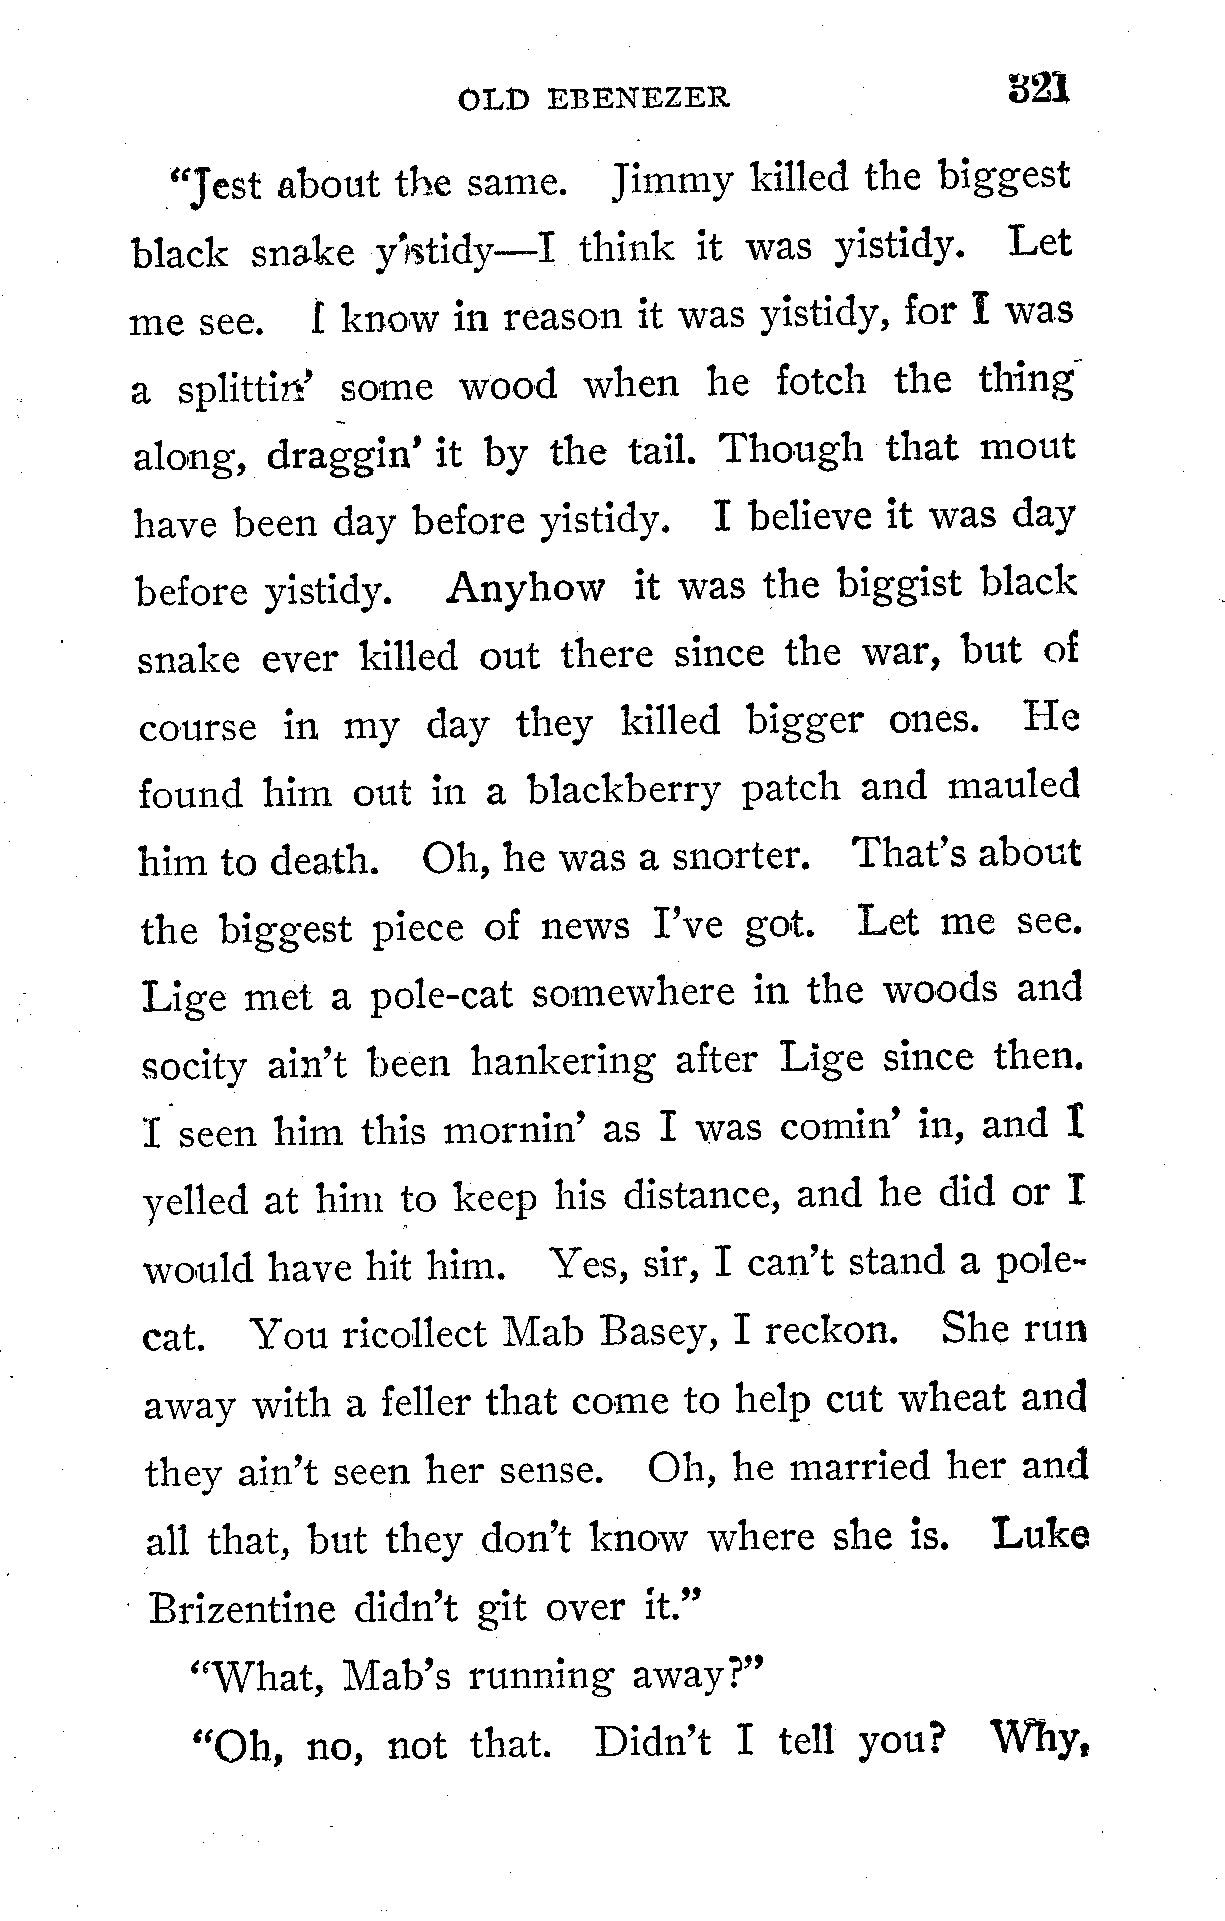 OLD EBENEZER 321
"Jest about the same. Jimmy killed the biggest
black snake yistidy—I think it was yistidy. Let
me see. I know in reason it was yistidy, for I was
a splittin' some wood when he fotch the thing
along, draggin' it by the tail. Though that mout
have been day before yistidy. I believe it was day
before yistidy. Anyhow it was the biggist black
snake ever killed out there since the war, but of
course in my day they killed bigger ones. He
found him out in a blackberry patch and mauled
him to death. Oh, he was a snorter. That's about
the biggest piece of news I've got. Let me see.
Lige met a pole-cat somewhere in the woods and
socity ain't been hankering after Lige since then.
I seen him this mornin' as I was comin' in, and I
yelled at him to keep his distance, and he did or I
would have hit him. Yes, sir, I can't stand a pole-
cat. You ricollect Mab Basey, I reckon. She run
away with a feller that come to help cut wheat and
they ain't seen her sense. Oh, he married her and
all that, but they don't know where she is. Luke
Brizentine didn't git over it."
"What, Mab's running away?"
"Oh, no, not that. Didn't I tell you? Why,